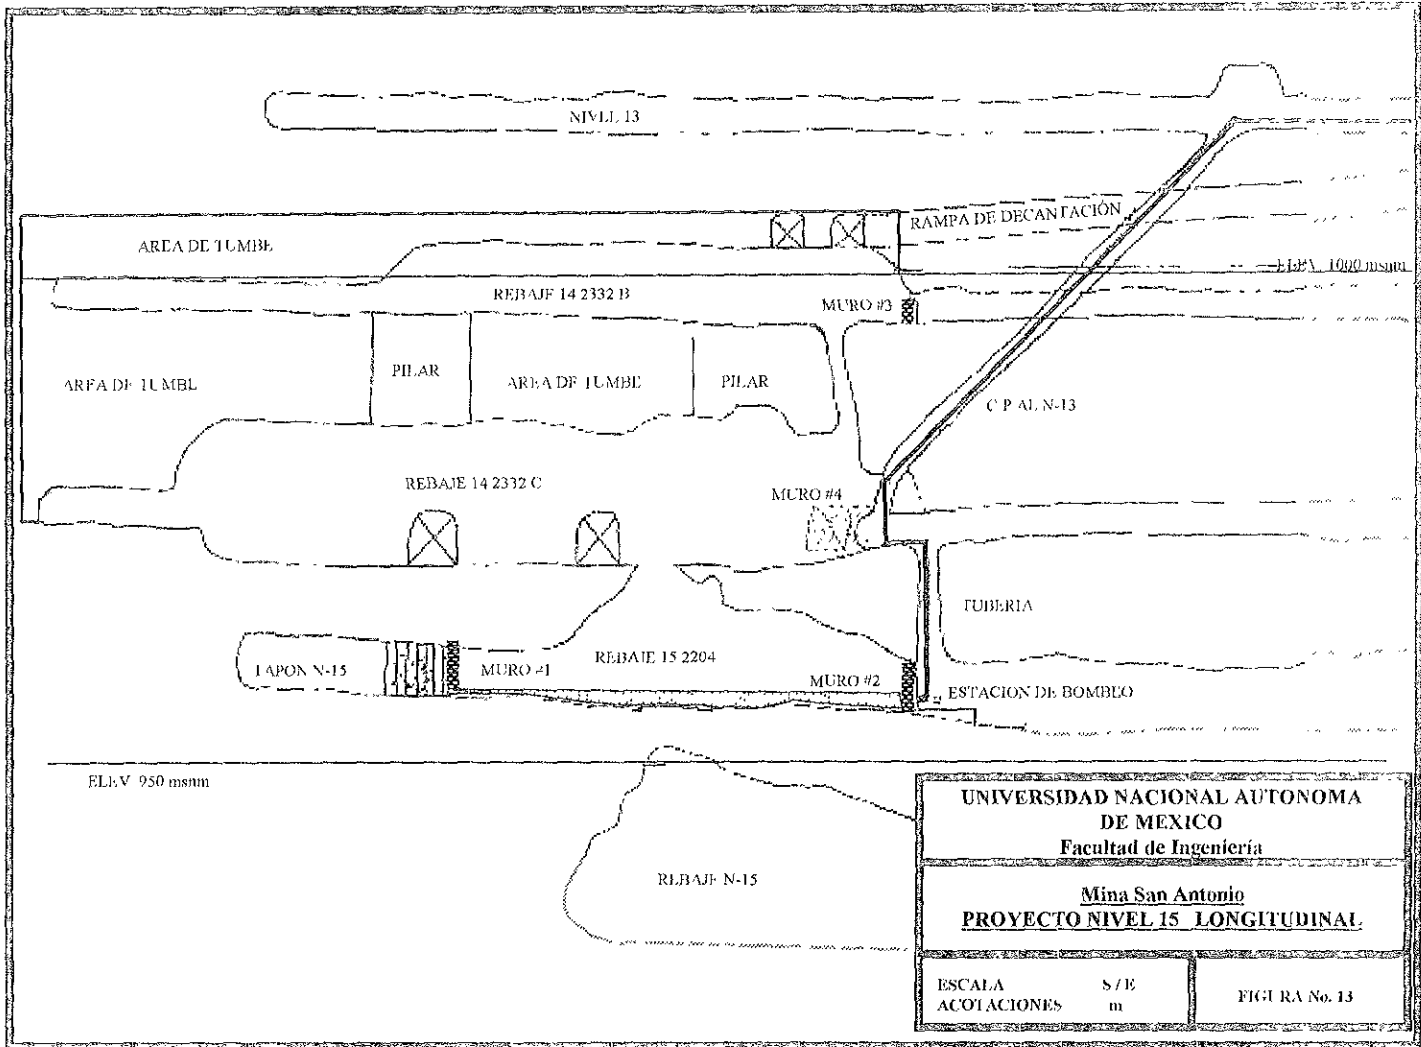 NIVEL 13
RAMPA DE DECANTACIÓN
AREA DE TUMBE
ELEV 1000 msnm
REBAJE 14 2332 B
MURO #3
AREA DE TUMBE
PILAR
AREA DE TUMBE
PILAR
C P AL N-13
REBAJE 14 2332 C
MURO #4
TUBERIA
TAPON N-15
MURO #1
REBAJE 15 2204
MURO #2
ESTACION DE BOMBEO
ELEV 950 msnm
REBAJE N-15
UNIVERSIDAD NACIONAL AUTONOMA
DE MEXICO
Facultad de Ingeniería
Mina San Antonio
PROYECTO NIVEL 15 LONGITUDINAL
ESCALA S / E
ACOTACIONES m
FIGURA No. 13